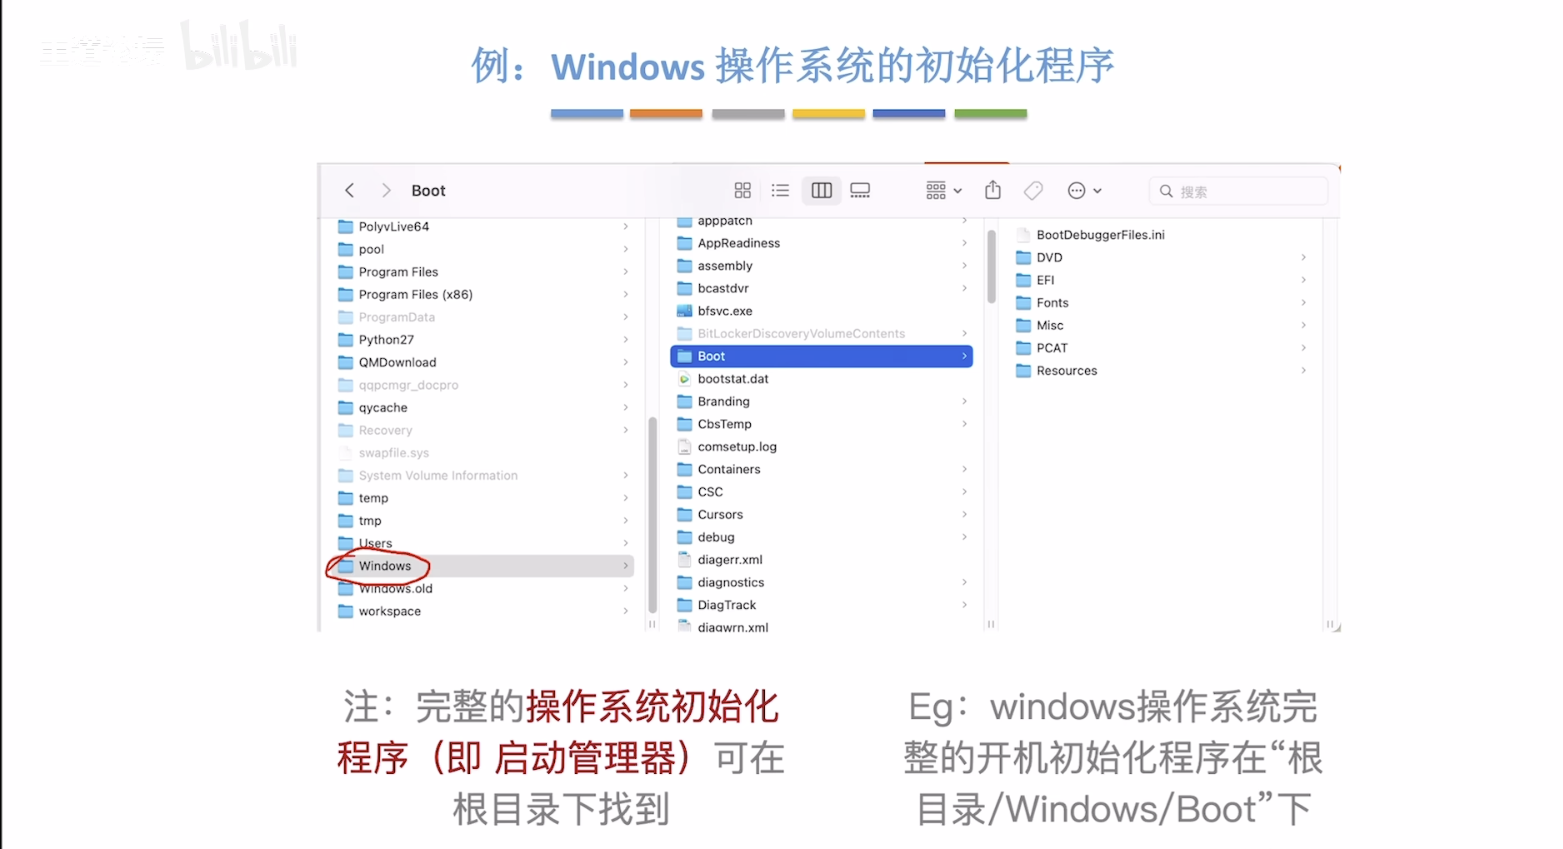 bilibili
例：Windows 操作系统的初始化程序
Boot
搜索
PolyvLive64
pool
Program Files
Program Files (x86)
ProgramData
Python27
QMDownload
qqpcmgr_docpro
qycache
Recovery
swapfile.sys
System Volume Information
temp
tmp
Users
Windows
Windows.old
workspace
apppatch
AppReadiness
assembly
bcastdvr
bfsvc.exe
BitLockerDiscoveryVolumeContents
Boot
bootstat.dat
Branding
CbsTemp
comsetup.log
Containers
CSC
Cursors
debug
diagerr.xml
diagnostics
DiagTrack
diagwrn.xml
BootDebuggerFiles.ini
DVD
EFI
Fonts
Misc
PCAT
Resources
注：完整的操作系统初始化
程序（即 启动管理器）可在
根目录下找到
Eg：windows操作系统完
整的开机初始化程序在“根
目录/Windows/Boot”下